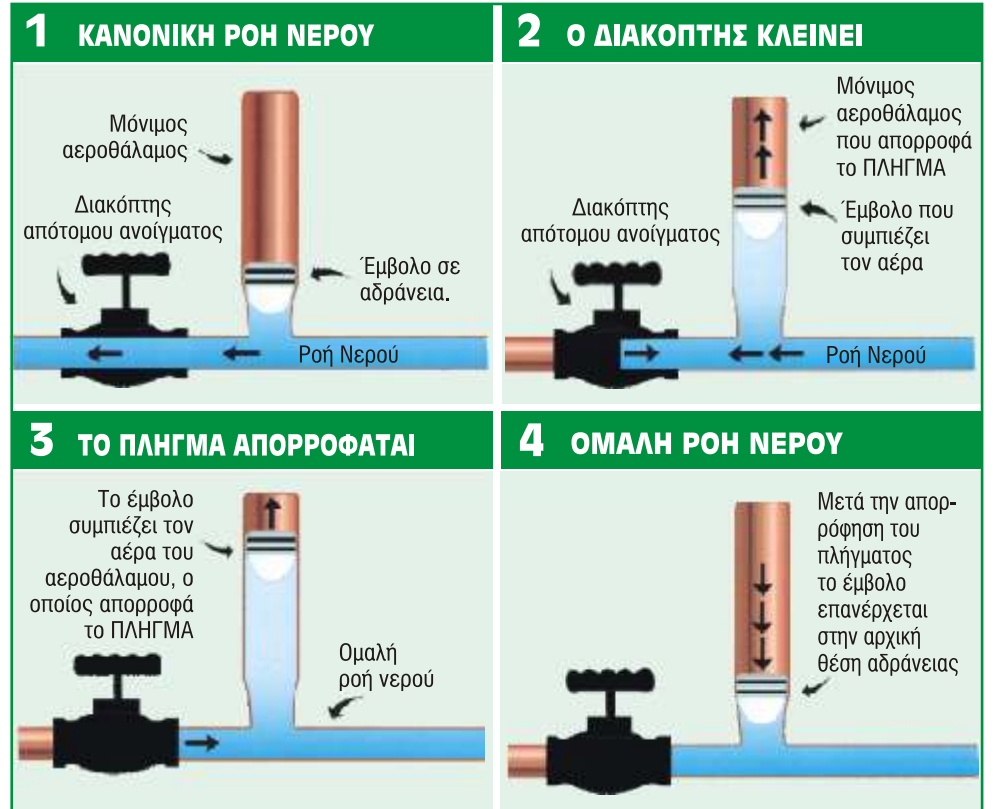 1 ΚΑΝΟΝΙΚΗ ΡΟΗ ΝΕΡΟΥ
Μόνιμος
αεροθάλαμος
Διακόπτης
απότομου ανοίγματος
Έμβολο σε
αδράνεια.
Ροή Νερού
2 Ο ΔΙΑΚΟΠΤΗΣ ΚΛΕΙΝΕΙ
Μόνιμος
αεροθάλαμος
που απορροφά
το ΠΛΗΓΜΑ
Διακόπτης
απότομου ανοίγματος
Έμβολο που
συμπιέζει
τον αέρα
Ροή Νερού
3 ΤΟ ΠΛΗΓΜΑ ΑΠΟΡΡΟΦΑΤΑΙ
Το έμβολο
συμπιέζει τον
αέρα του
αεροθάλαμου, ο
οποίος απορροφά
το ΠΛΗΓΜΑ
Ομαλή
ροή νερού
4 ΟΜΑΛΗ ΡΟΗ ΝΕΡΟΥ
Μετά την απορ-
ρόφηση του
πλήγματος
το έμβολο
επανέρχεται
στην αρχική
θέση αδράνειας